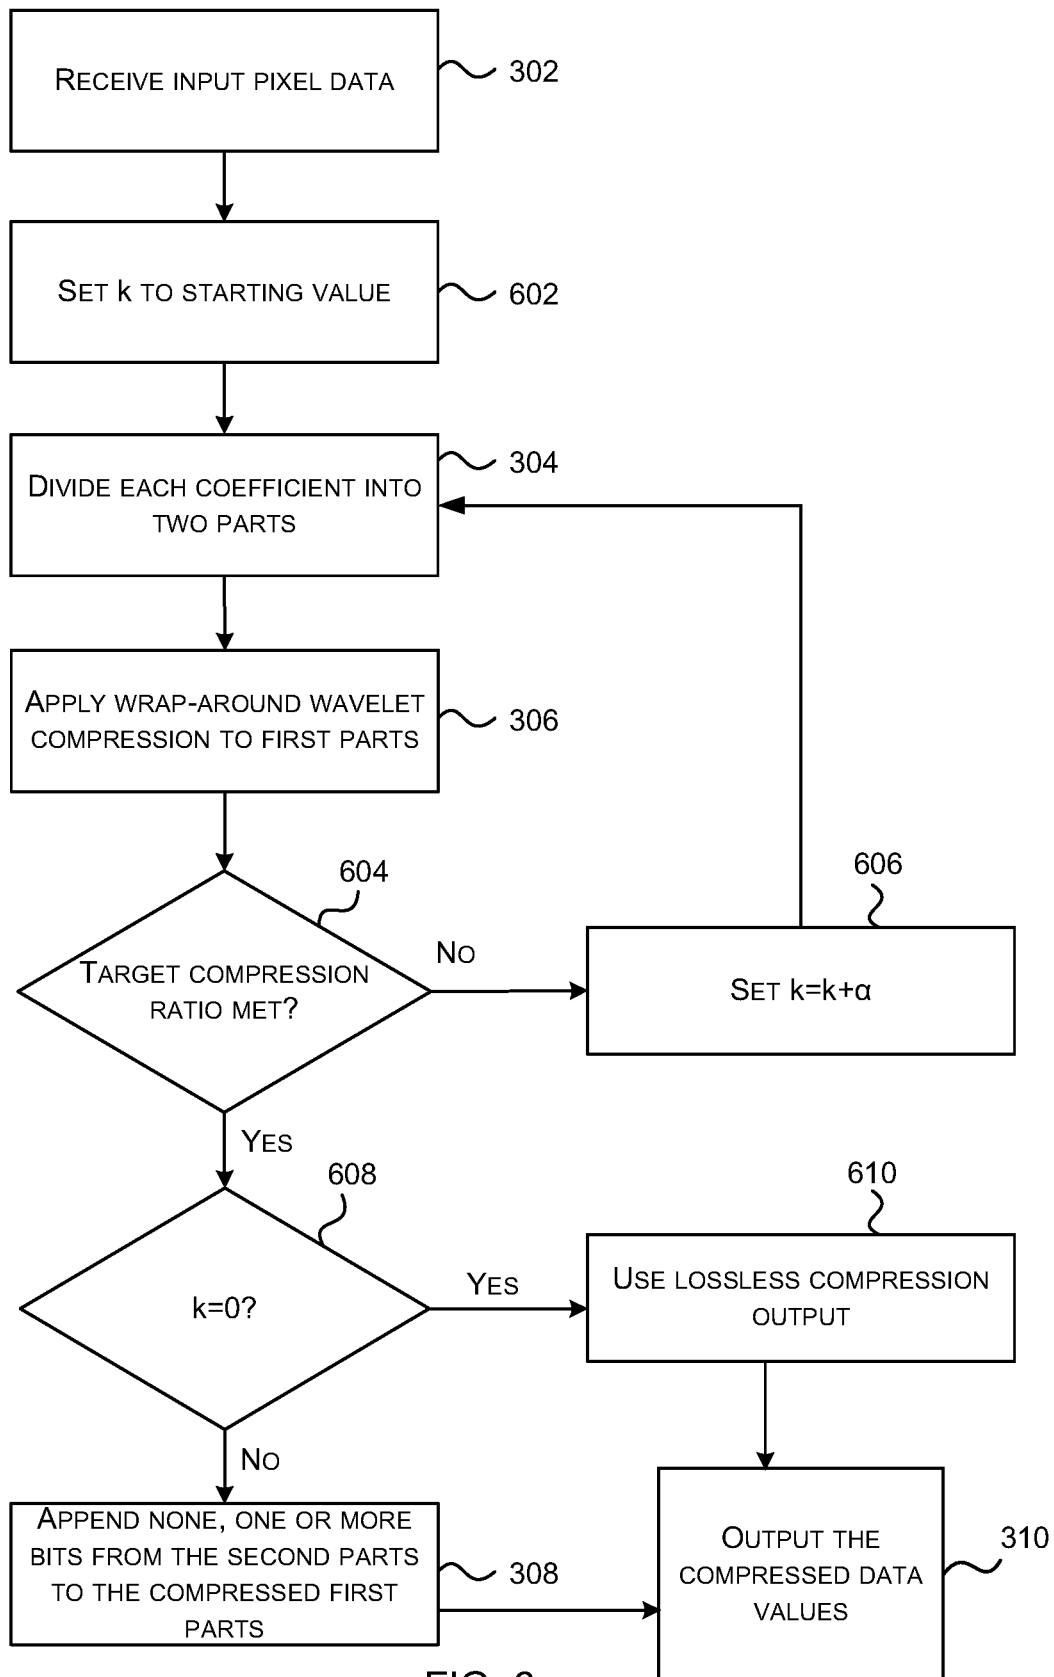 RECEIVE INPUT PIXEL DATA
302
SET k TO STARTING VALUE
602
304
DIVIDE EACH COEFFICIENT INTO
TWO PARTS
APPLY WRAP-AROUND WAVELET
COMPRESSION TO FIRST PARTS
306
604
606
TARGET COMPRESSION
RATIO MET?
NO
SET k=k+α
YES
608
610
k=0?
YES
USE LOSSLESS COMPRESSION
OUTPUT
NO
APPEND NONE, ONE OR MORE
BITS FROM THE SECOND PARTS
TO THE COMPRESSED FIRST
PARTS
308
OUTPUT THE
COMPRESSED DATA
VALUES
310